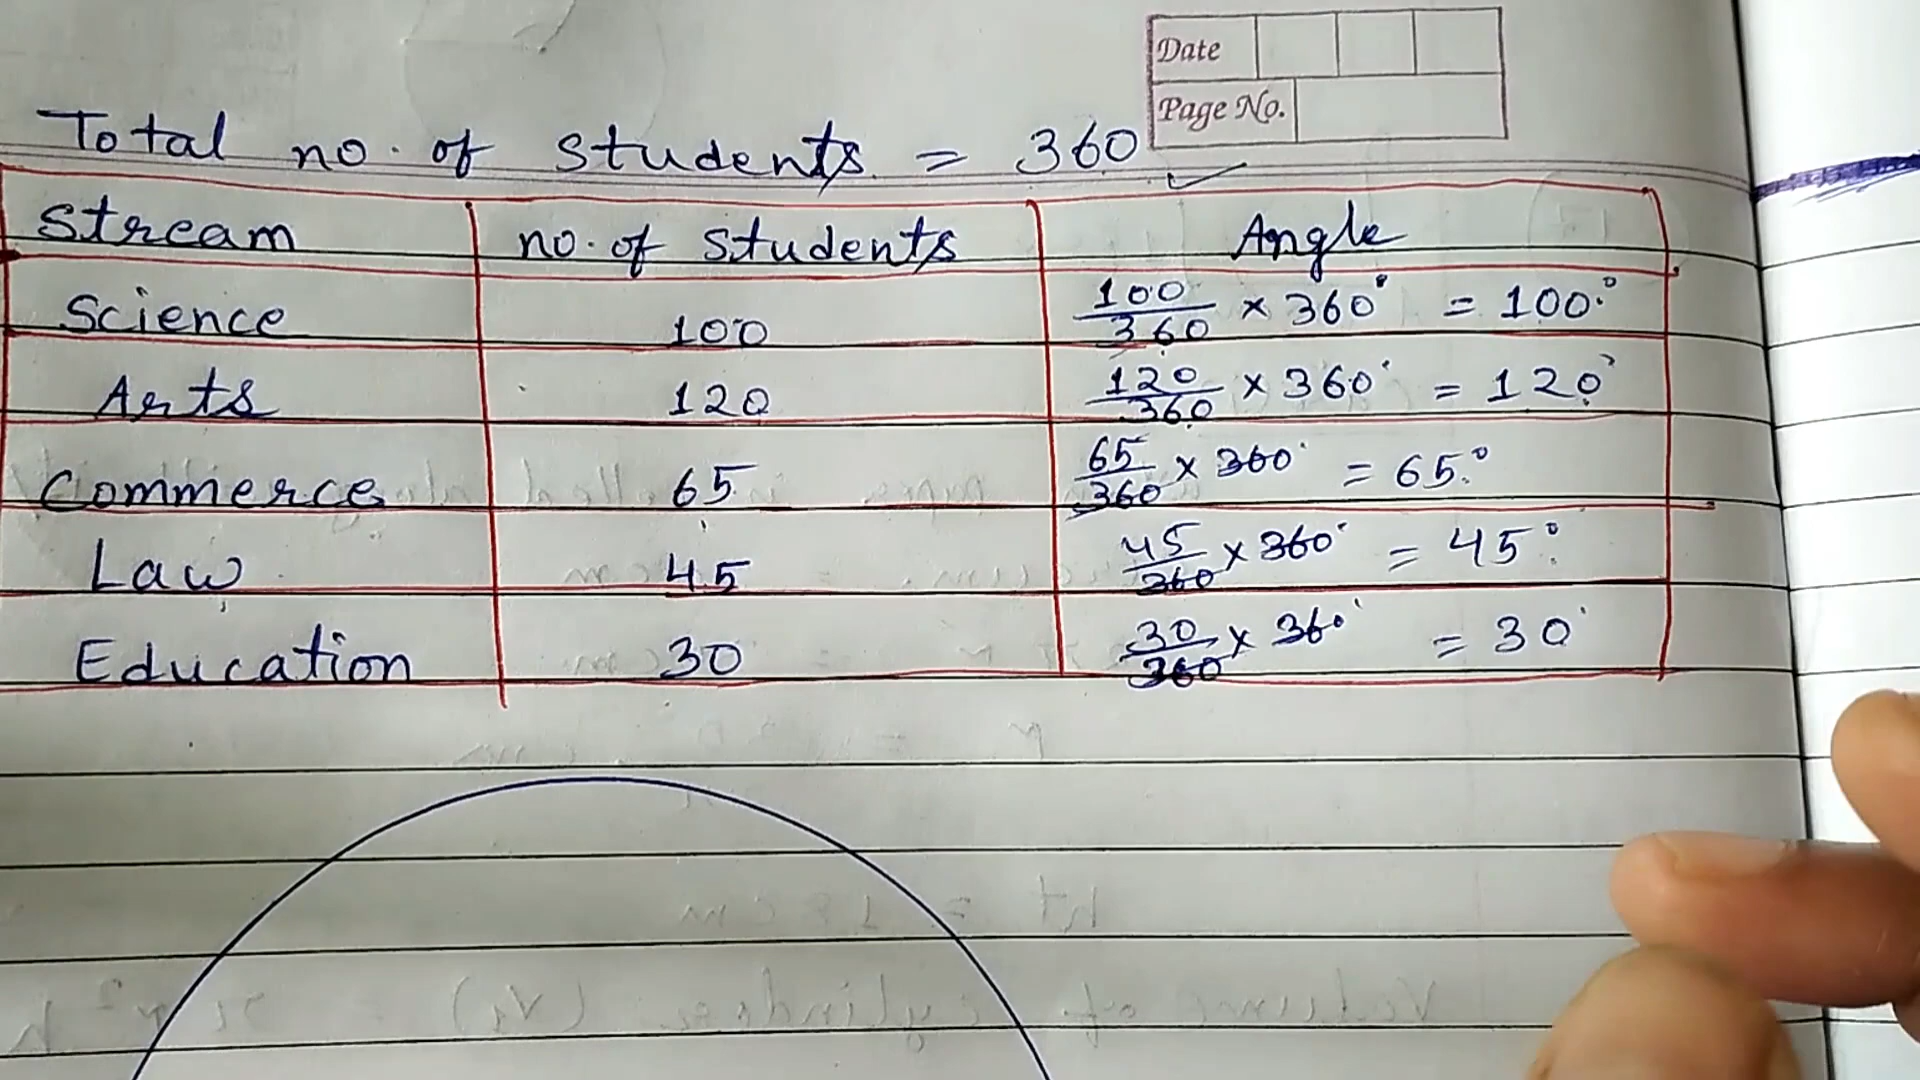 Date
Page No.
Total no. of students = 360
Stream no. of students Angle
Science 100 100/360 × 360° = 100°
Arts 120 120/360 × 360° = 120°
Commerce 65 65/360 × 360° = 65°
Law 45 45/360 × 360° = 45°
Education 30 30/360 × 360° = 30°